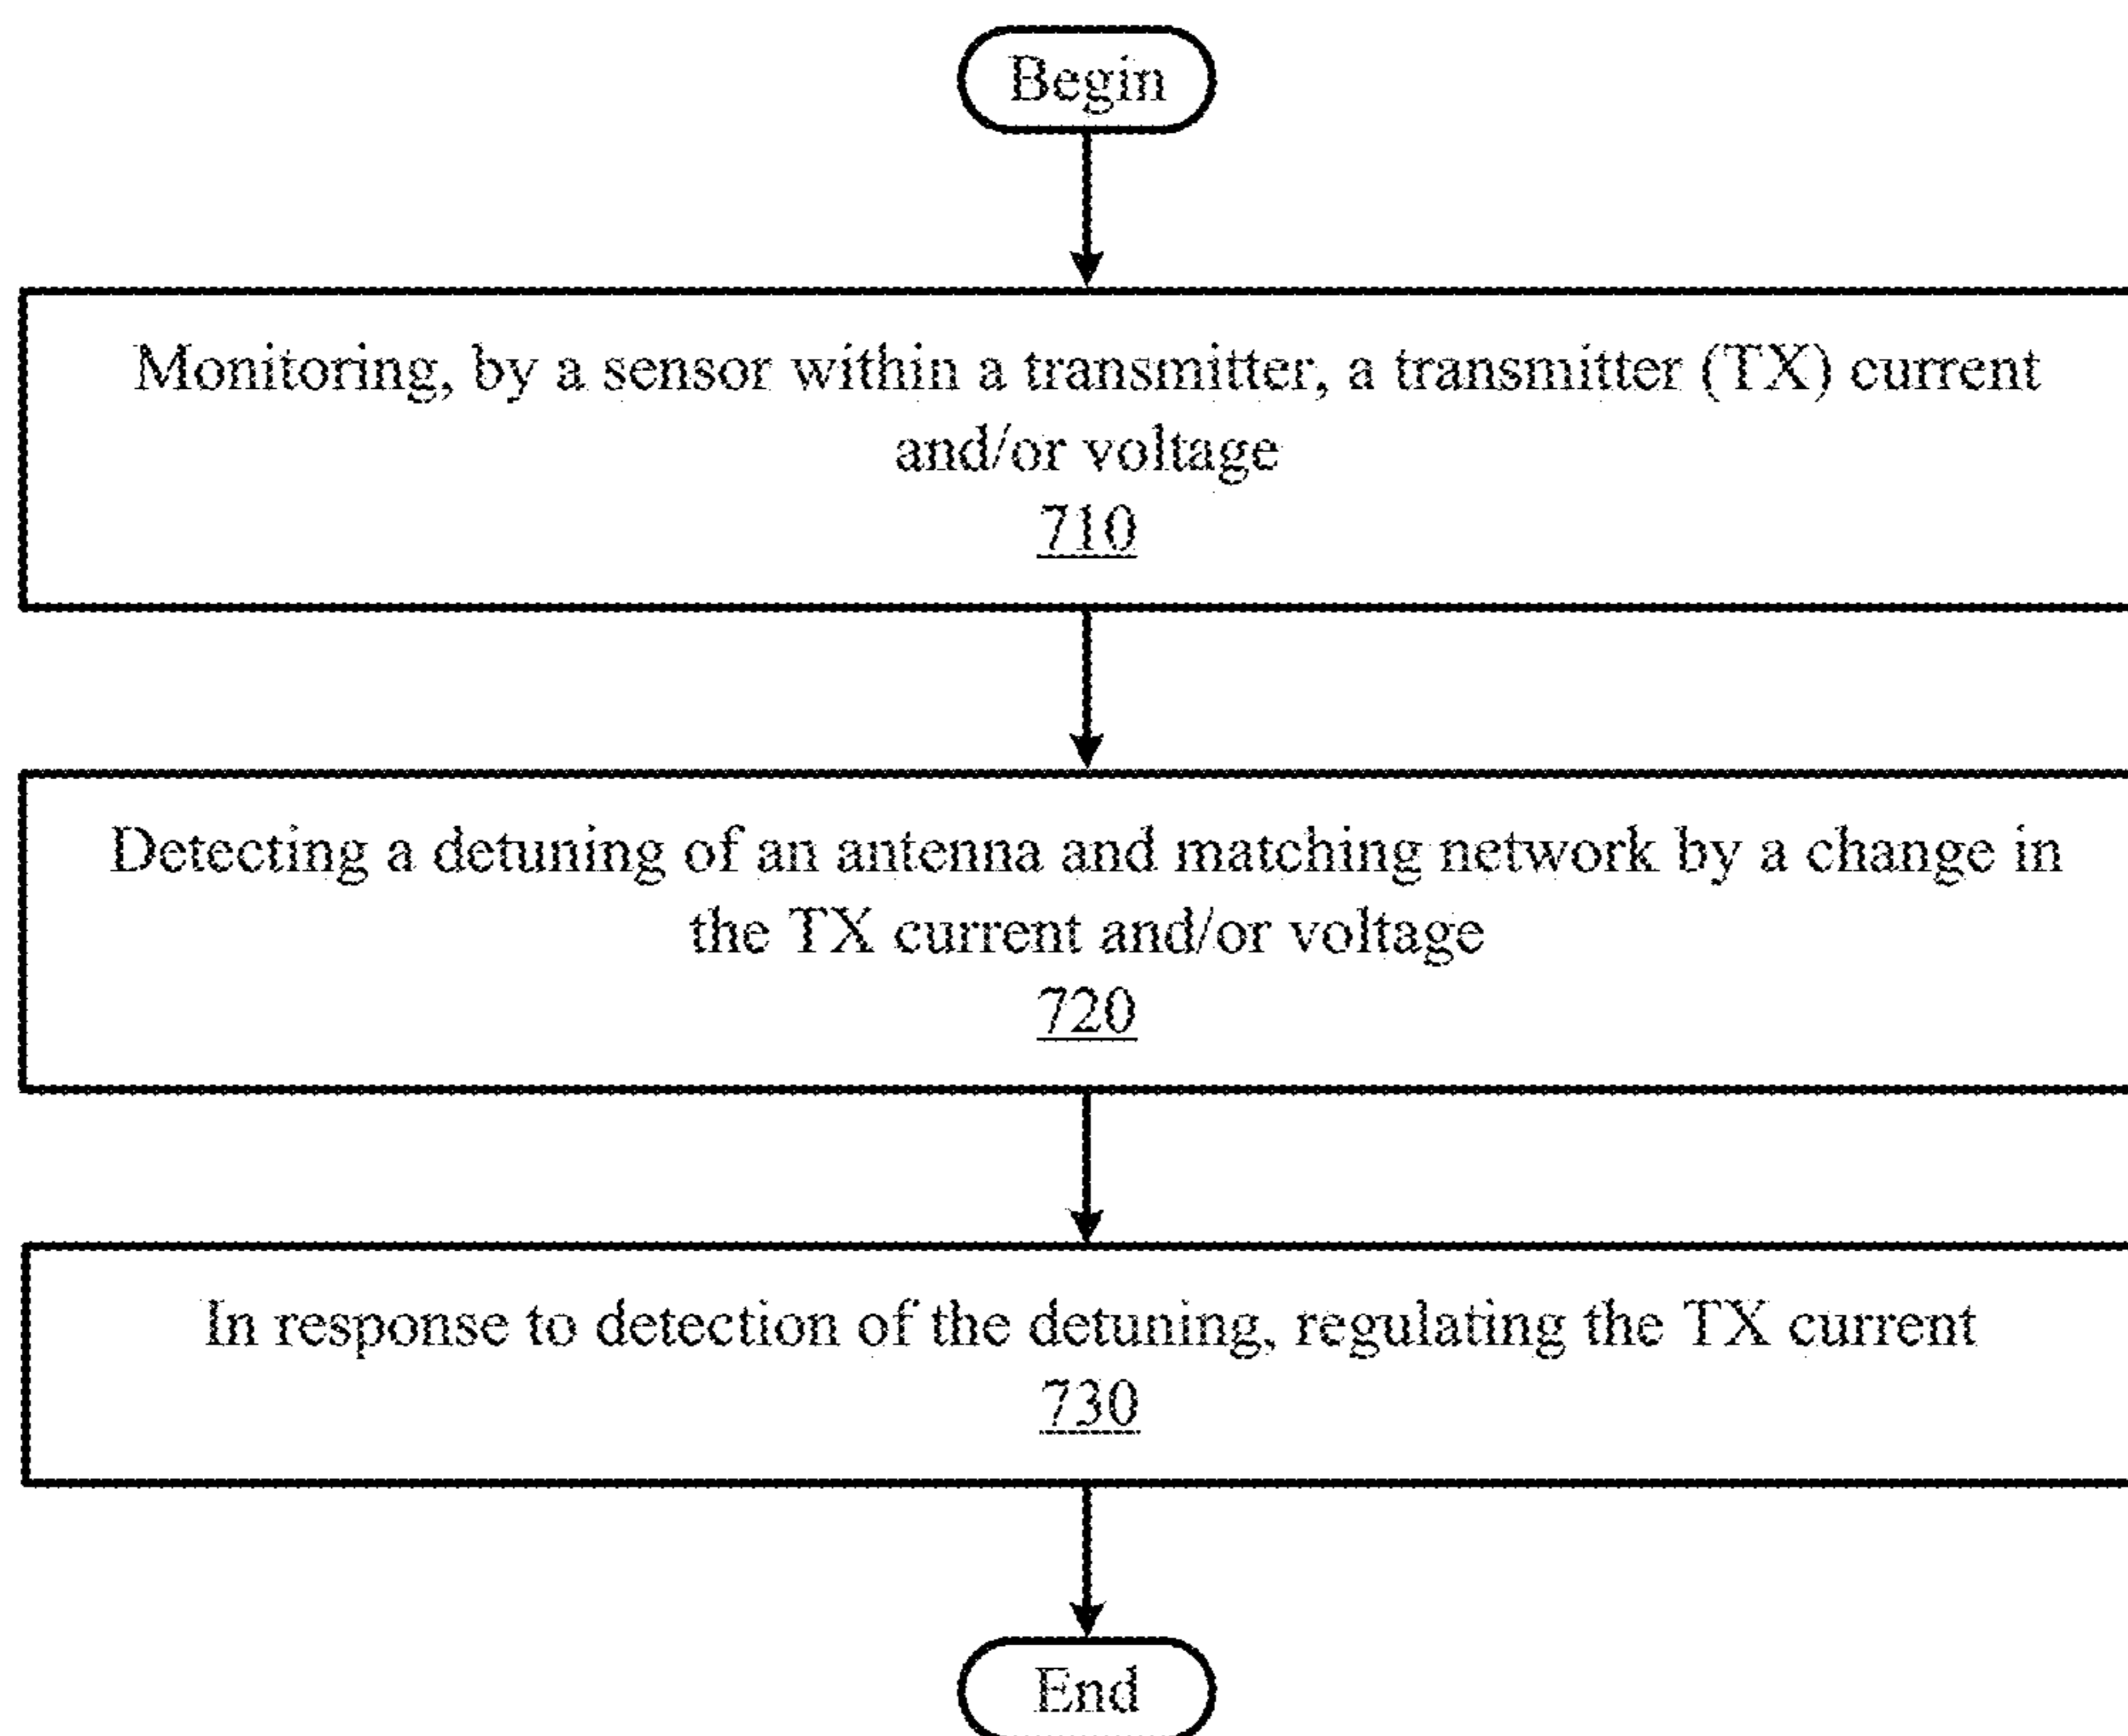 Begin
Monitoring, by a sensor within a transmitter, a transmitter (TX) current
and/or voltage
710
Detecting a detuning of an antenna and matching network by a change in
the TX current and/or voltage
720
In response to detection of the detuning, regulating the TX current
730
End